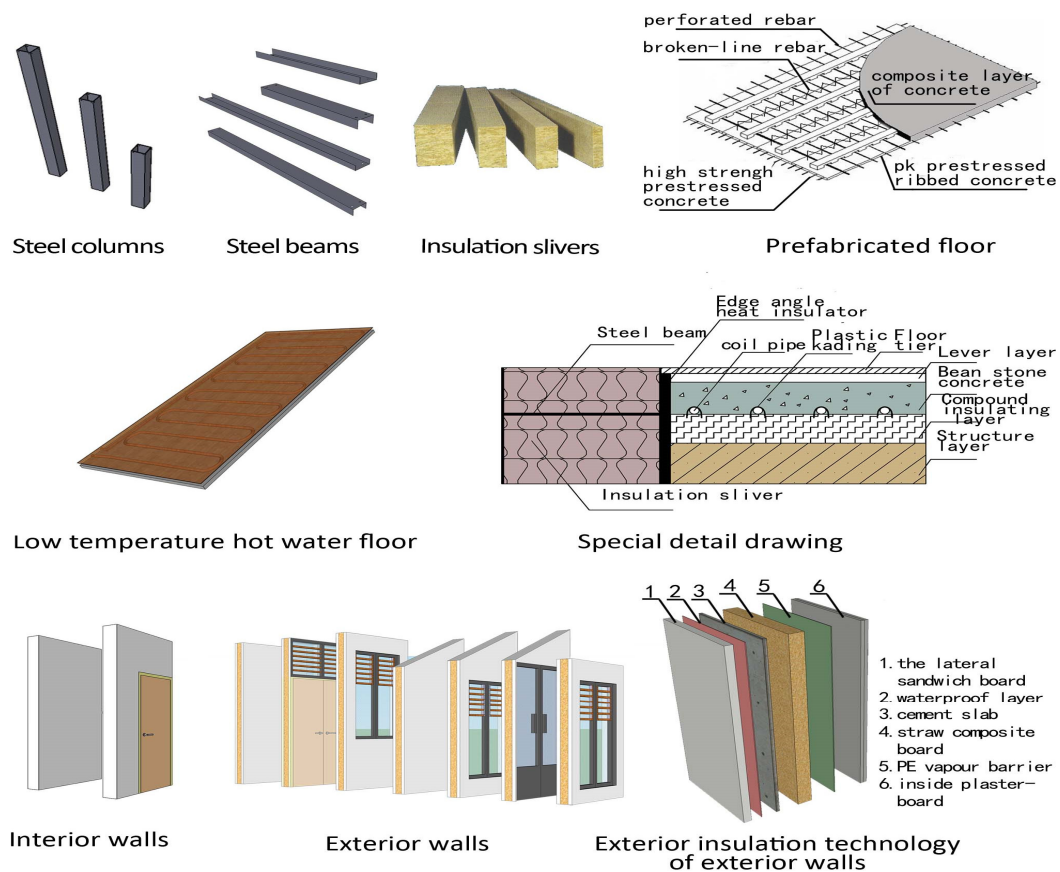 perforated rebar
broken-line rebar
composite layer
of concrete
high strengh
prestressed
concrete
pk prestressed
ribbed concrete
Steel columns
Steel beams
Insulation slivers
Prefabricated floor
Edge angle
heat insulator
Steel beam
coil pipe
Plastic
kading
Floor
tier
Lever layer
Bean stone
concrete
Compound
insulating
layer
Structure
layer
Insulation sliver
Low temperature hot water floor
Special detail drawing
1 2 3 4 5 6
1. the lateral
sandwich board
2. waterproof layer
3. cement slab
4. straw composite
board
5. PE vapour barrier
6. inside plaster-
board
Interior walls
Exterior walls
Exterior insulation technology
of exterior walls